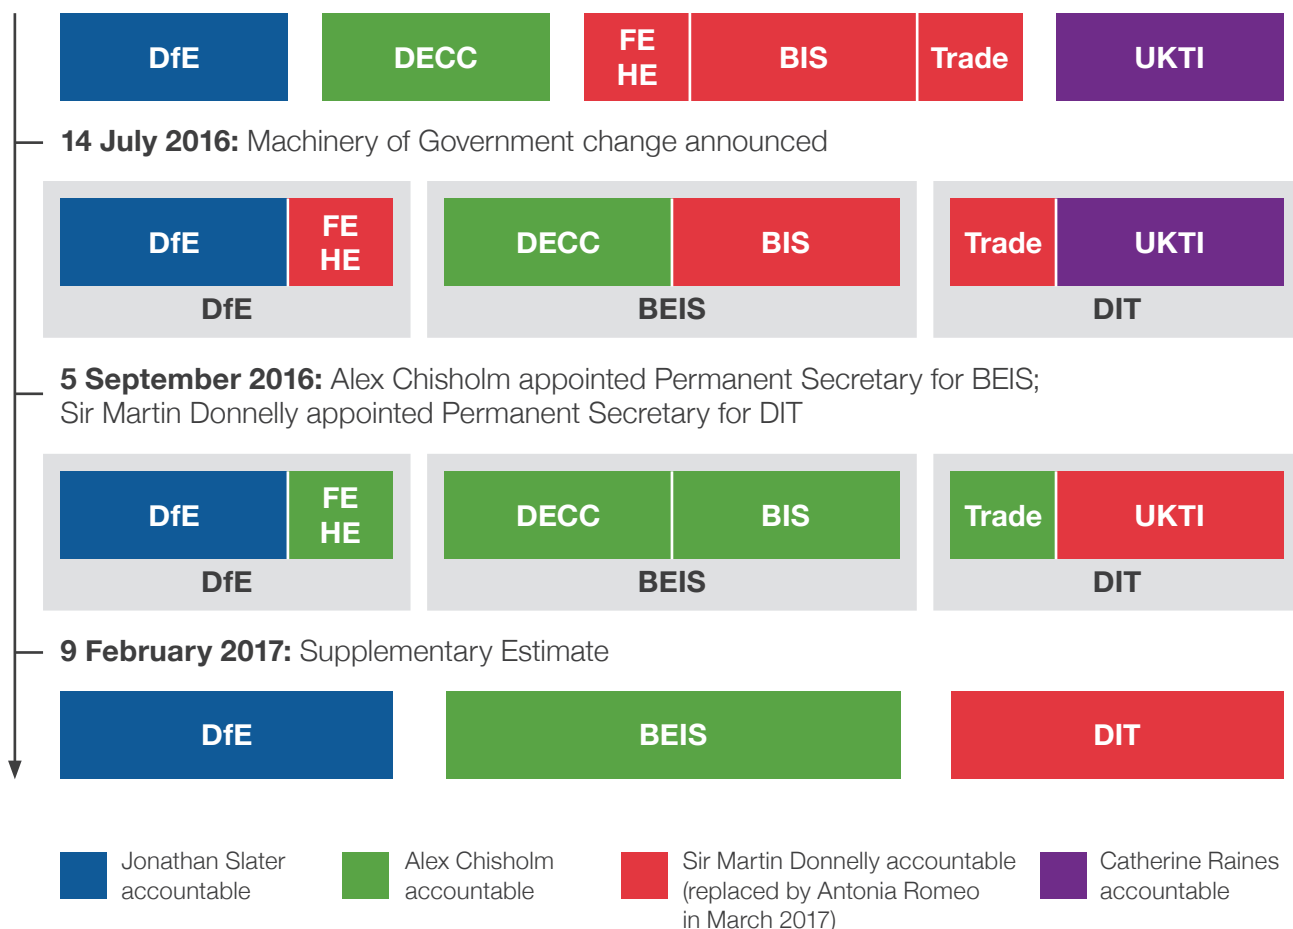 DfE
DECC
FE
HE
BIS
Trade
UKTI
14 July 2016: Machinery of Government change announced
DfE
FE
HE
DECC
BIS
Trade
UKTI
DfE
BEIS
DIT
5 September 2016: Alex Chisholm appointed Permanent Secretary for BEIS;
Sir Martin Donnelly appointed Permanent Secretary for DIT
DfE
FE
HE
DECC
BIS
Trade
UKTI
DfE
BEIS
DIT
9 February 2017: Supplementary Estimate
DfE
BEIS
DIT
Jonathan Slater
accountable
Alex Chisholm
accountable
Sir Martin Donnelly accountable
(replaced by Antonia Romeo
in March 2017)
Catherine Raines
accountable